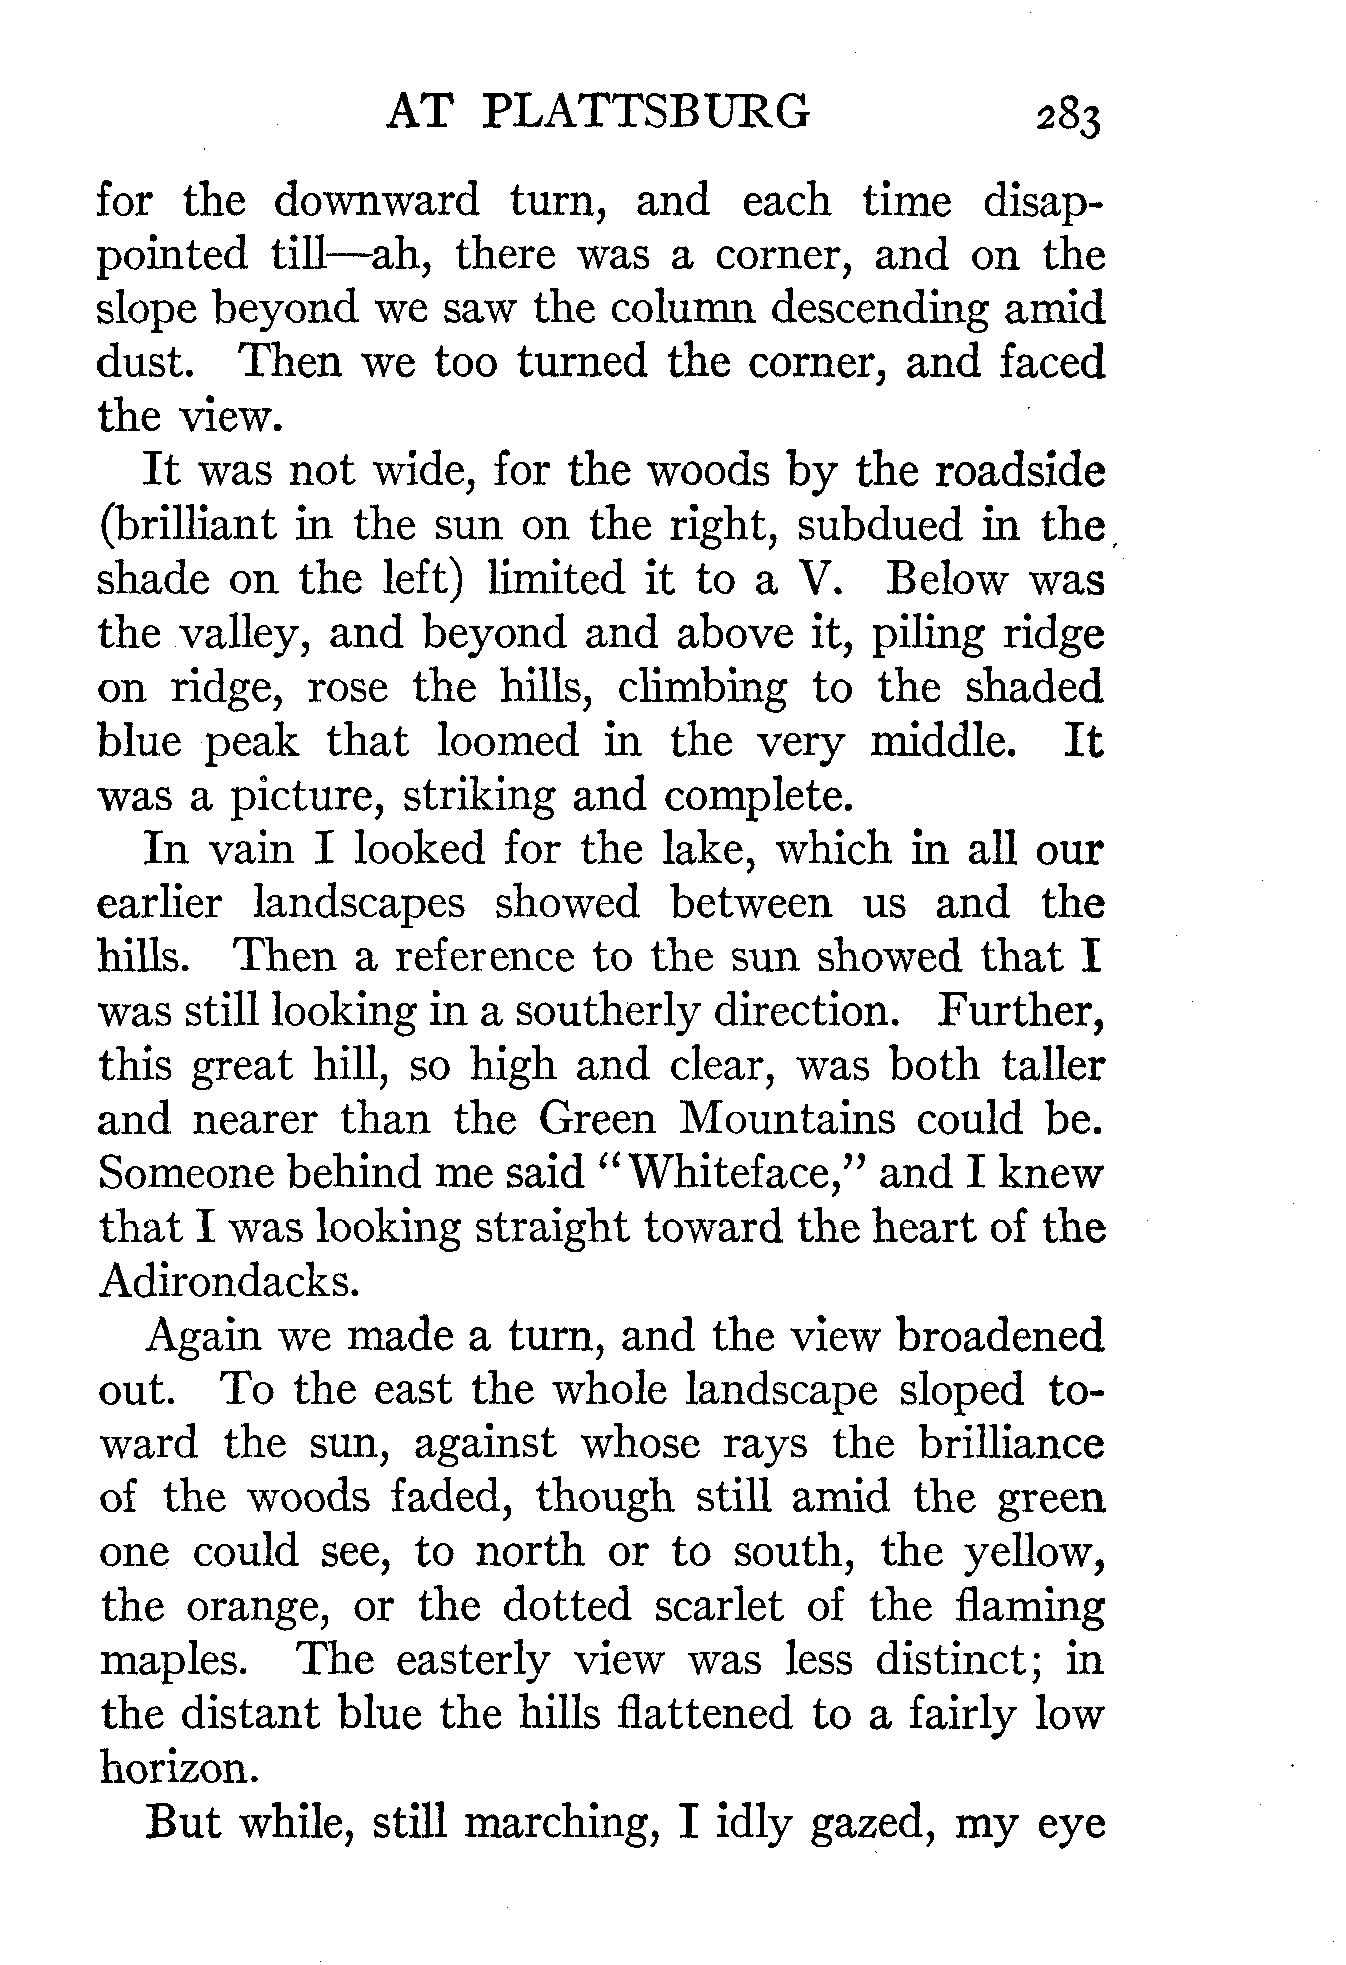 AT PLATTSBURG 283
for the downward turn, and each time disap-
pointed till—ah, there was a corner, and on the
slope beyond we saw the column descending amid
dust. Then we too turned the corner, and faced
the view.
It was not wide, for the woods by the roadside
(brilliant in the sun on the right, subdued in the
shade on the left) limited it to a V. Below was
the valley, and beyond and above it, piling ridge
on ridge, rose the hills, climbing to the shaded
blue peak that loomed in the very middle. It
was a picture, striking and complete.
In vain I looked for the lake, which in all our
earlier landscapes showed between us and the
hills. Then a reference to the sun showed that I
was still looking in a southerly direction. Further,
this great hill, so high and clear, was both taller
and nearer than the Green Mountains could be.
Someone behind me said “Whiteface,” and I knew
that I was looking straight toward the heart of the
Adirondacks.
Again we made a turn, and the view broadened
out. To the east the whole landscape sloped to-
ward the sun, against whose rays the brilliance
of the woods faded, though still amid the green
one could see, to north or to south, the yellow,
the orange, or the dotted scarlet of the flaming
maples. The easterly view was less distinct; in
the distant blue the hills flattened to a fairly low
horizon.
But while, still marching, I idly gazed, my eye